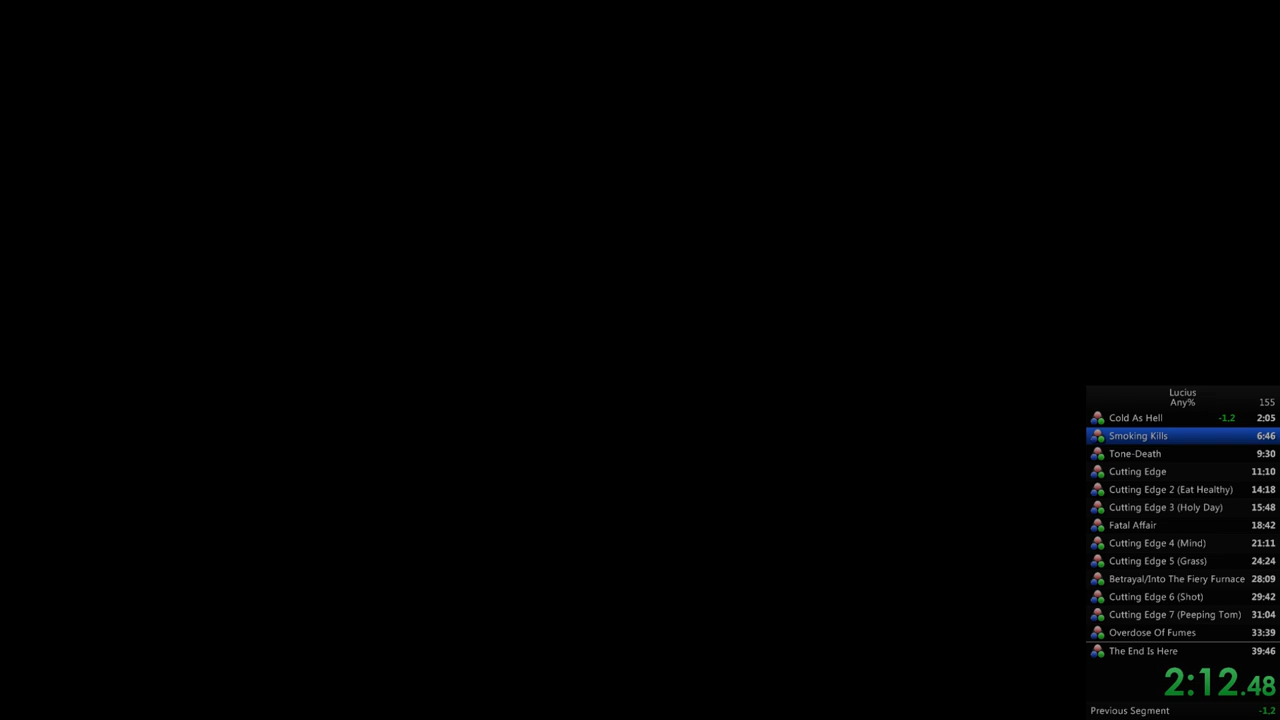 Lucius
Any% 155
Cold As Hell -1.2 2:05
Smoking Kills 6:46
Tone-Death 9:30
Cutting Edge 11:10
Cutting Edge 2 (Eat Healthy) 14:18
Cutting Edge 3 (Holy Day) 15:48
Fatal Affair 18:42
Cutting Edge 4 (Mind) 21:11
Cutting Edge 5 (Grass) 24:24
Betrayal/Into The Fiery Furnace 28:09
Cutting Edge 6 (Shot) 29:42
Cutting Edge 7 (Peeping Tom) 31:04
Overdose Of Fumes 33:39
The End Is Here 39:46
2:12.48
Previous Segment -1.2